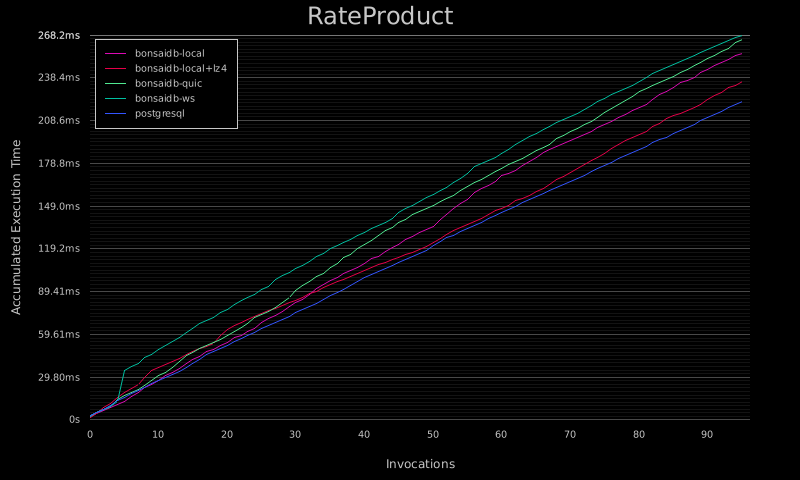 RateProduct
268.2ms
238.4ms
208.6ms
178.8ms
149.0ms
119.2ms
89.41ms
59.61ms
29.80ms
0s
bonsaidb-local
bonsaidb-local+lz4
bonsaidb-quic
bonsaidb-ws
postgresql
Accumulated Execution Time
0 10 20 30 40 50 60 70 80 90
Invocations